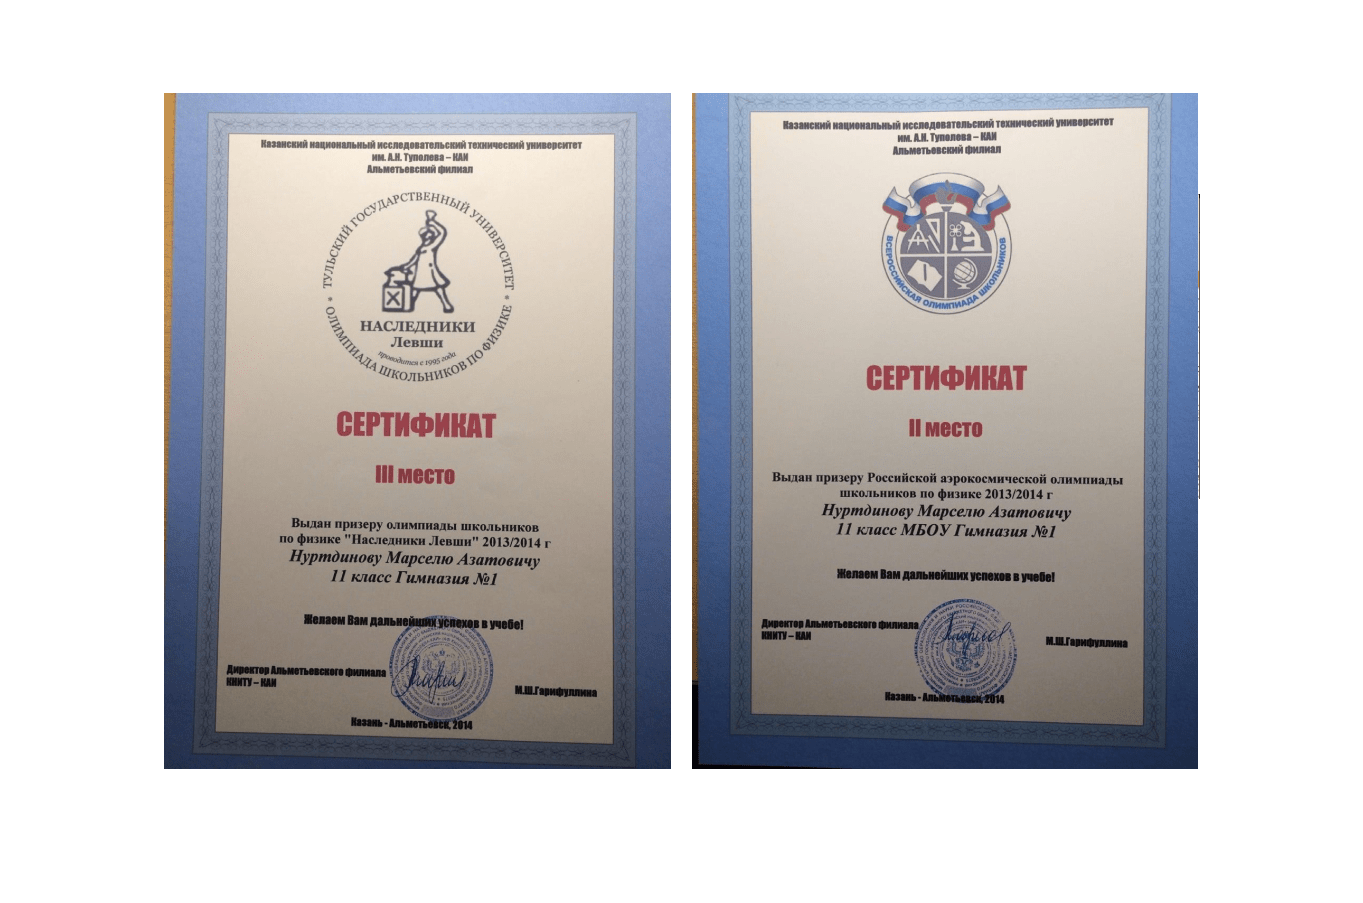 Казанский национальный исследовательский технический университет
им. А.Н. Туполева – КАИ
Альметьевский филиал
ТУЛЬСКИЙ ГОСУДАРСТВЕННЫЙ УНИВЕРСИТЕТ
НАСЛЕДНИКИ
Левши
проводится с 1995 года
ОЛИМПИАДА ШКОЛЬНИКОВ ПО ФИЗИКЕ
СЕРТИФИКАТ
III место
Выдан призеру олимпиады школьников
по физике "Наследники Левши" 2013/2014 г
Нуртдинову Марселю Азатовичу
11 класс Гимназия №1
Желаем Вам дальнейших успехов в учебе!
Директор Альметьевского филиала
КНИТУ – КАИ
М.Ш.Гарифуллина
Казань - Альметьевск, 2014
Казанский национальный исследовательский технический университет
им. А.Н. Туполева – КАИ
Альметьевский филиал
ВСЕРОССИЙСКАЯ ОЛИМПИАДА ШКОЛЬНИКОВ
СЕРТИФИКАТ
II место
Выдан призеру Российской аэрокосмической олимпиады
школьников по физике 2013/2014 г
Нуртдинову Марселю Азатовичу
11 класс МБОУ Гимназия №1
Желаем Вам дальнейших успехов в учебе!
Директор Альметьевского филиала
КНИТУ – КАИ
М.Ш.Гарифуллина
Казань - Альметьевск, 2014